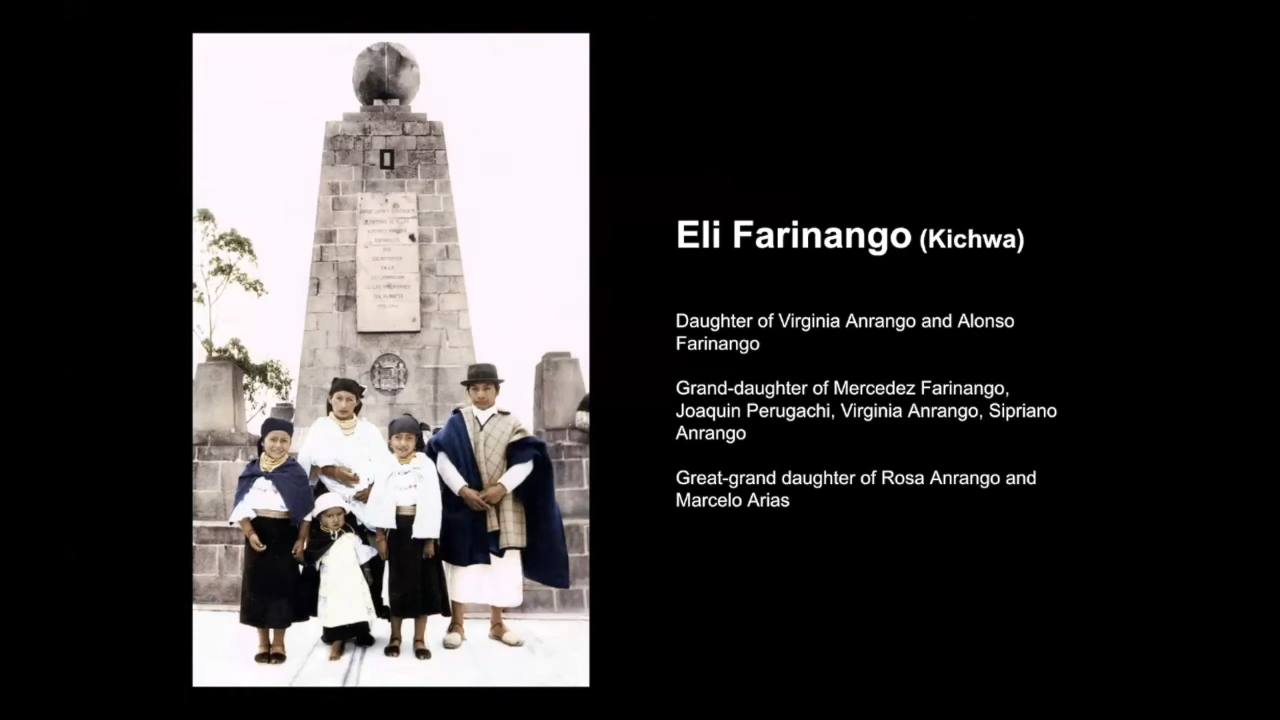 Eli Farinango (Kichwa)
Daughter of Virginia Anrango and Alonso
Farinango
Grand-daughter of Mercedez Farinango,
Joaquin Perugachi, Virginia Anrango, Sipriano
Anrango
Great-grand daughter of Rosa Anrango and
Marcelo Arias